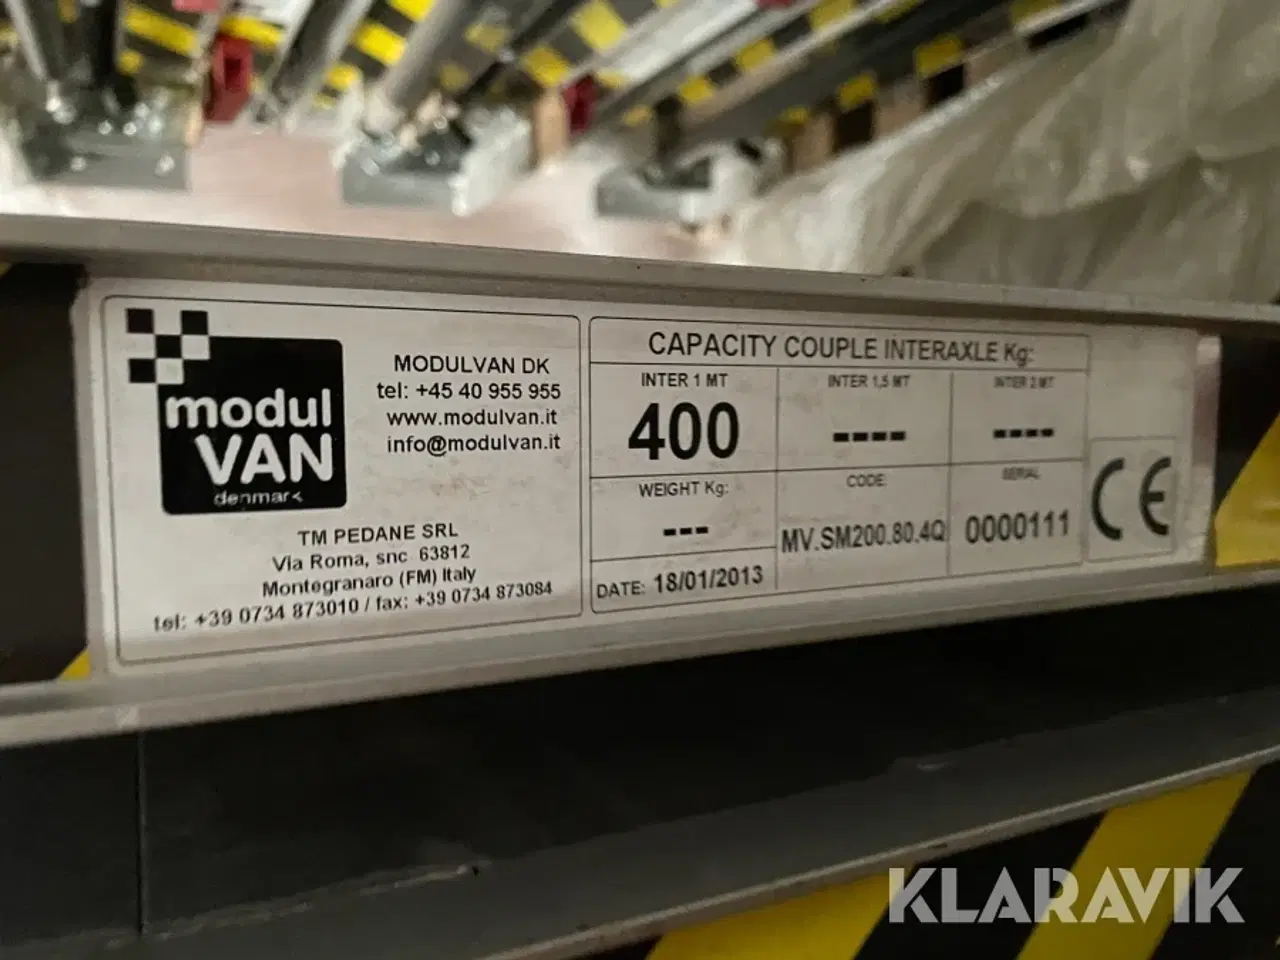 modul
VAN
denmark
MODULVAN DK
tel: +45 40 955 955
www.modulvan.it
info@modulvan.it
TM PEDANE SRL
Via Roma, snc 63812
Montegranaro (FM) Italy
tel: +39 0734 873010 / fax: +39 0734 873084
CAPACITY COUPLE INTERAXLE Kg:
INTER 1 MT
400
INTER 1,5 MT
----
INTER 2 MT
----
WEIGHT Kg:
---
CODE:
MV.SM200.80.4Q
SERIAL
0000111
DATE: 18/01/2013
CE
KLARAVIK